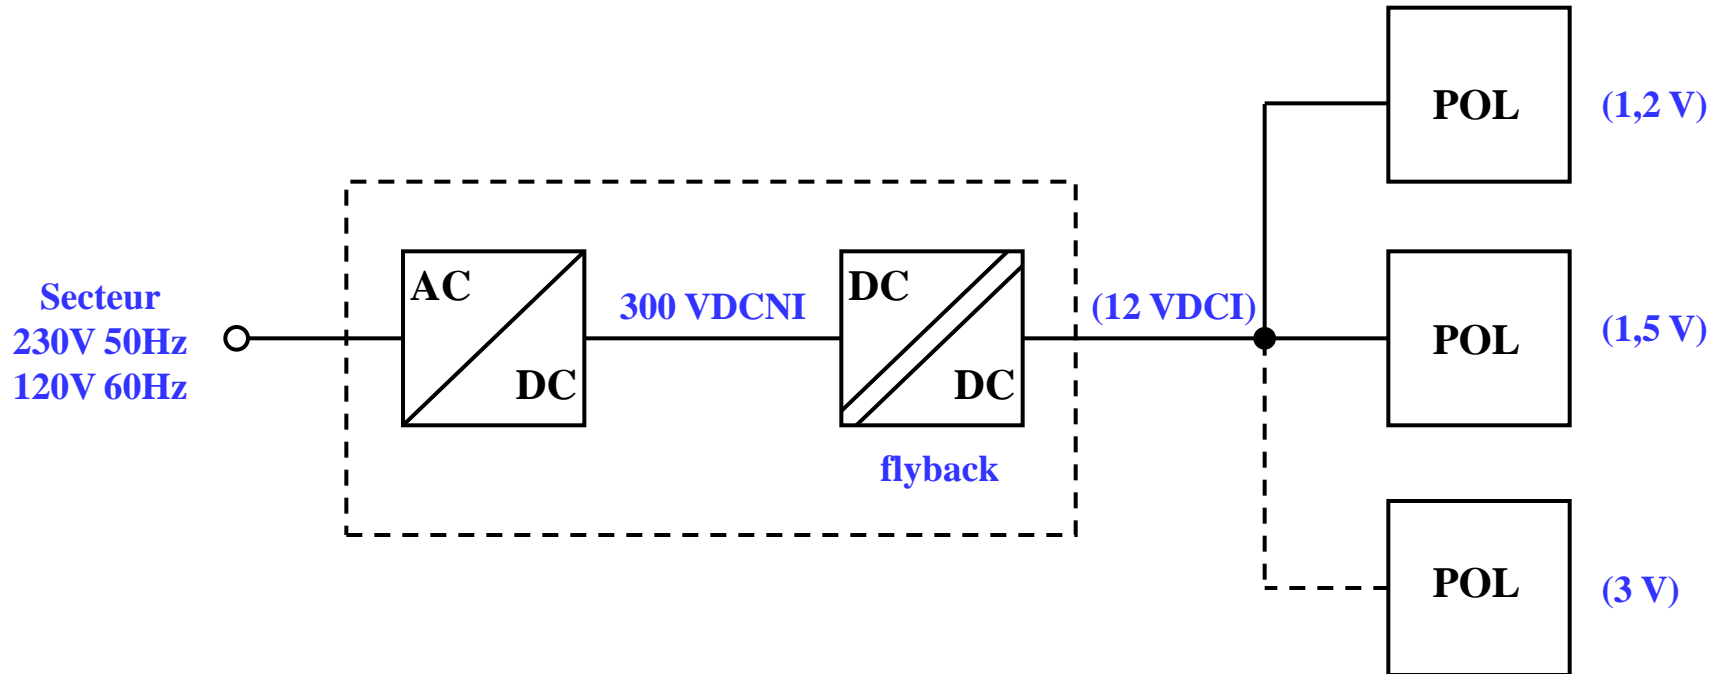 Secteur
230V 50Hz
120V 60Hz
AC
DC
300 VDCNI
DC
DC
flyback
(12 VDCI)
POL
(1,2 V)
POL
(1,5 V)
POL
(3 V)